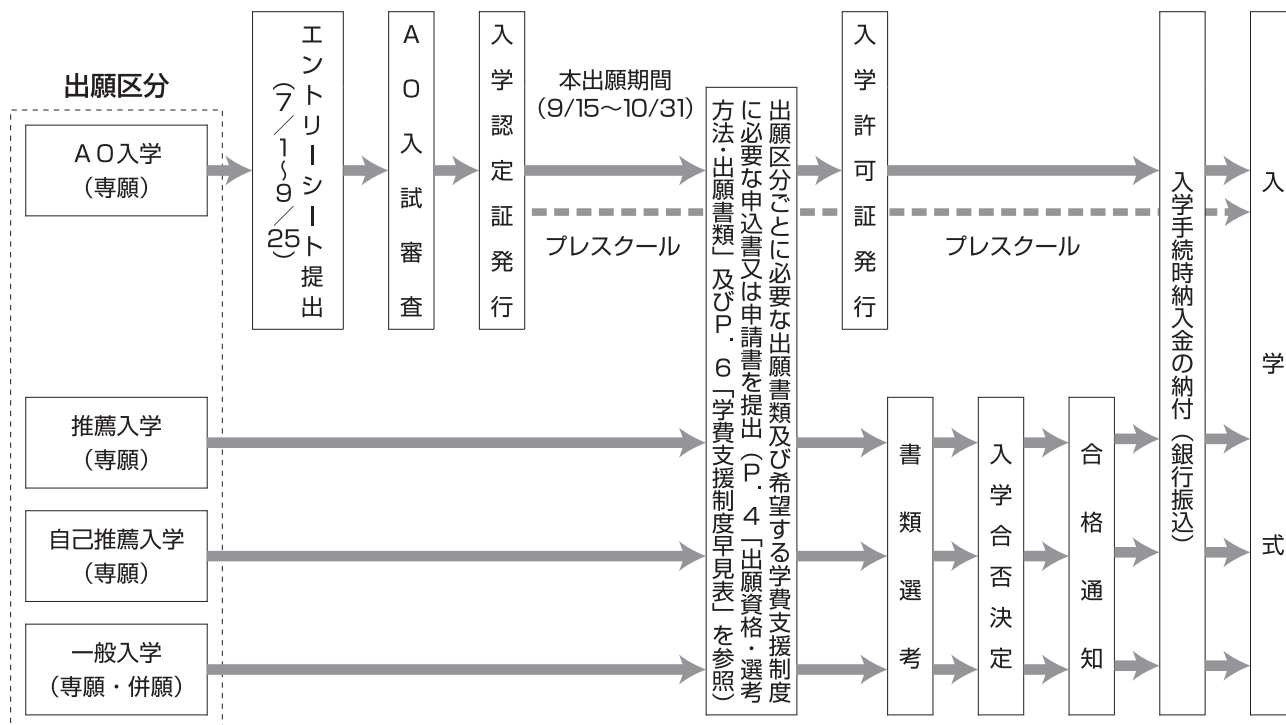 出願区分
AO入学
(専願)
エントリーシート提出
(7/1〜9/25)
AO入試審査
入学認定証発行
本出願期間
(9/15〜10/31)
プレスクール
出願区分ごとに必要な出願書類及び希望する学費支援制度
に必要な申込書又は申請書を提出(P.4「出願資格・選考
方法・出願書類」及びP.6「学費支援制度早見表」を参照)
入学許可証発行
プレスクール
入学手続時納入金の納付(銀行振込)
入学式
推薦入学
(専願)
自己推薦入学
(専願)
一般入学
(専願・併願)
書類選考
入学合否決定
合格通知